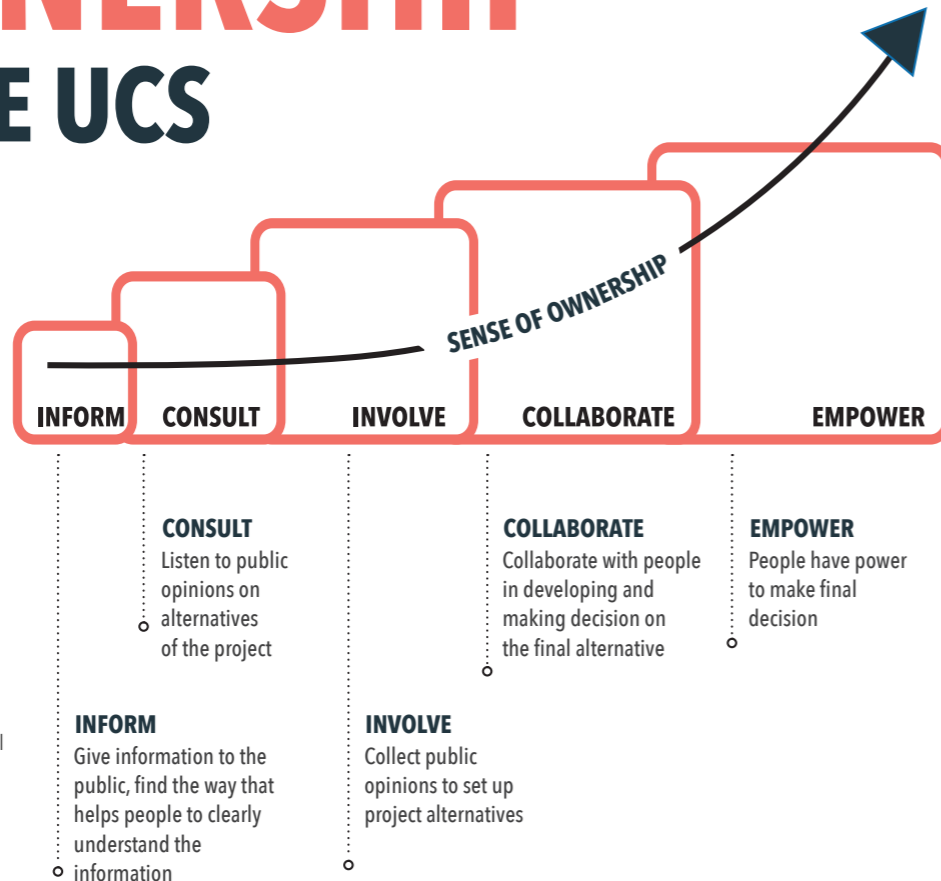 NERSHIP
E UCS
SENSE OF OWNERSHIP
INFORM
CONSULT
INVOLVE
COLLABORATE
EMPOWER
CONSULT
Listen to public
opinions on
alternatives
of the project
COLLABORATE
Collaborate with people
in developing and
making decision on
the final alternative
EMPOWER
People have power
to make final
decision
INFORM
Give information to the
public, find the way that
helps people to clearly
understand the
information
INVOLVE
Collect public
opinions to set up
project alternatives